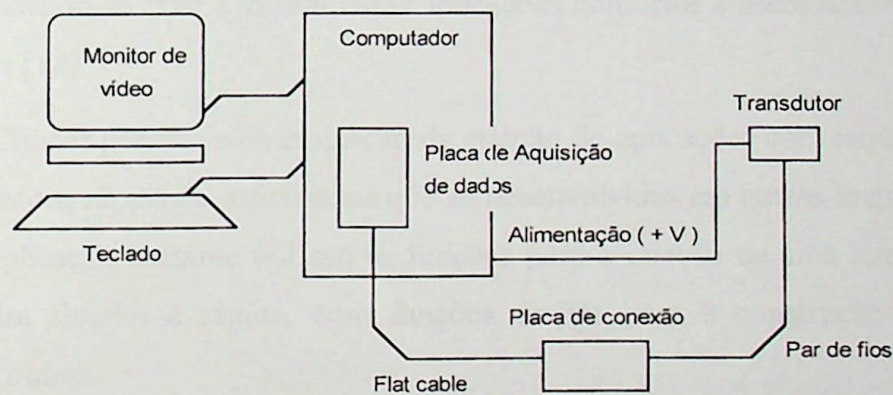 Monitor de
vídeo
Computador
Transdutor
Placa de Aquisição
de dados
Teclado
Alimentação ( + V )
Placa de conexão
Par de fios
Flat cable